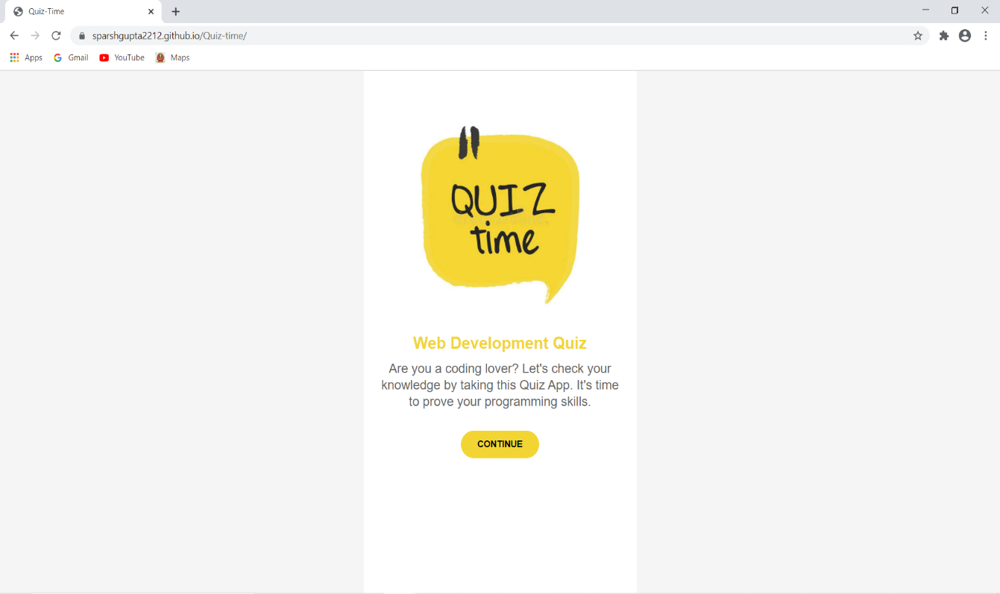 Quiz-Time
sparshgupta2212.github.io/Quiz-time/
Apps Gmail YouTube Maps
QUIZ
time
Web Development Quiz
Are you a coding lover? Let's check your
knowledge by taking this Quiz App. It's time
to prove your programming skills.
CONTINUE